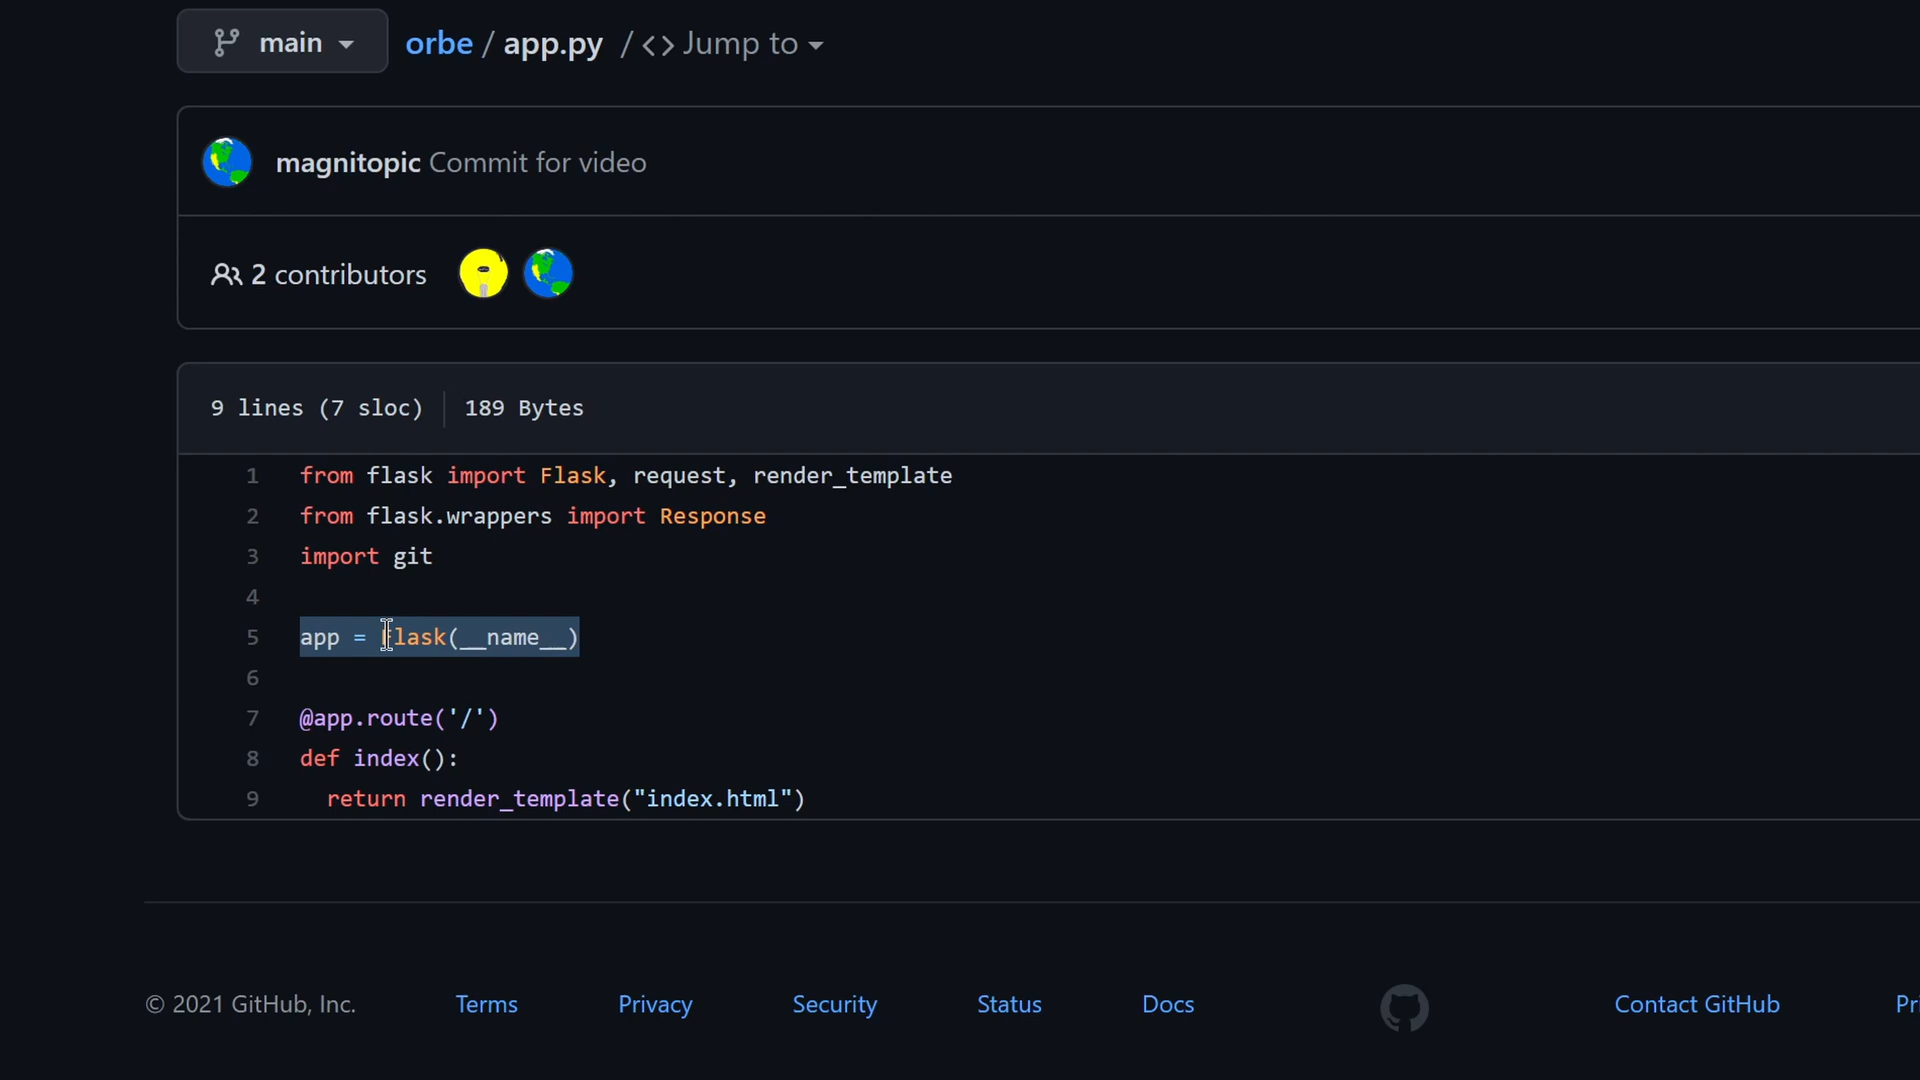 main orbe / app.py / <> Jump to
magnitopic Commit for video
2 contributors
9 lines (7 sloc) 189 Bytes
1 from flask import Flask, request, render_template
2 from flask.wrappers import Response
3 import git
4
5 app = Flask(__name__)
6
7 @app.route('/')
8 def index():
9 return render_template("index.html")
© 2021 GitHub, Inc. Terms Privacy Security Status Docs Contact GitHub